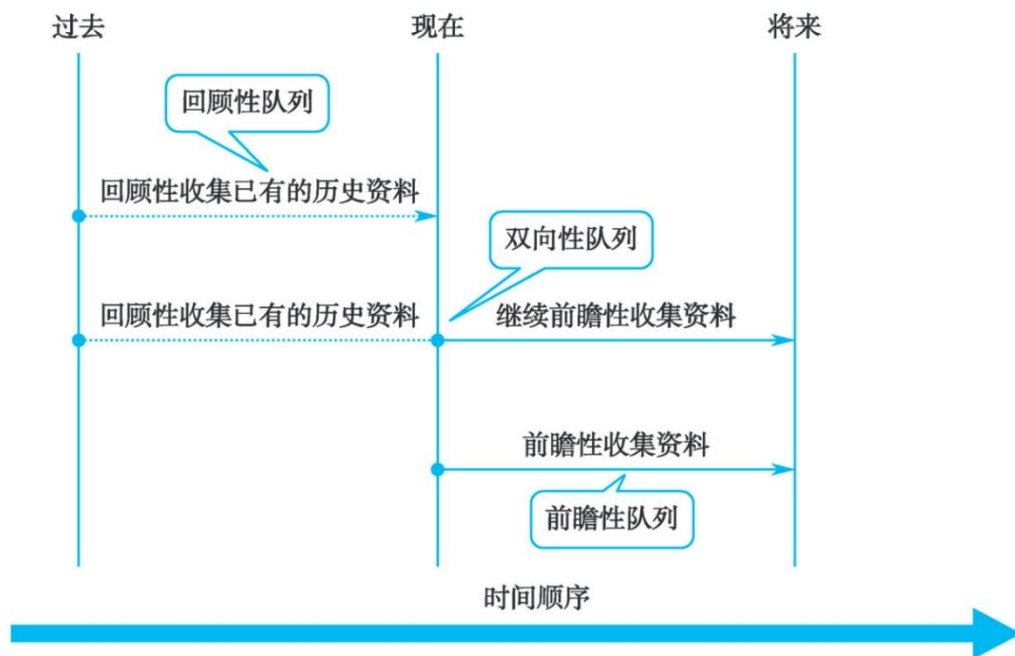 过去 现在 将来
回顾性队列
回顾性收集已有的历史资料
双向性队列
回顾性收集已有的历史资料 继续前瞻性收集资料
前瞻性收集资料
前瞻性队列
时间顺序